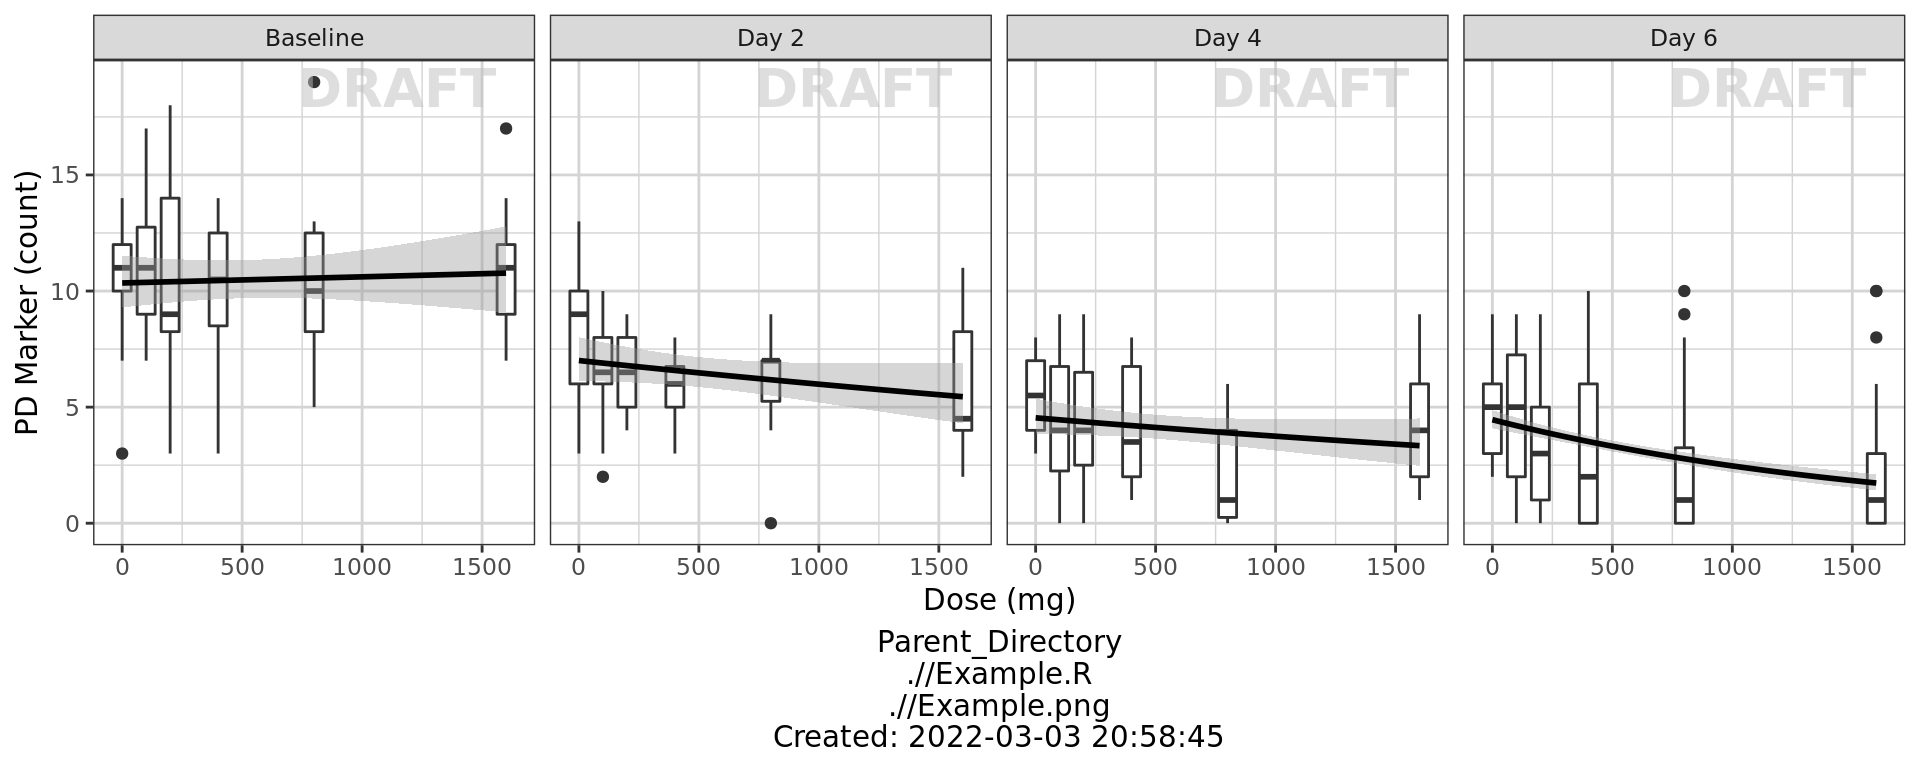 Baseline Day 2 Day 4 Day 6
DRAFT DRAFT DRAFT DRAFT
PD Marker (count)
15
10
5
0
0 500 1000 1500 0 500 1000 1500 0 500 1000 1500 0 500 1000 1500
Dose (mg)
Parent_Directory
.//Example.R
.//Example.png
Created: 2022-03-03 20:58:45